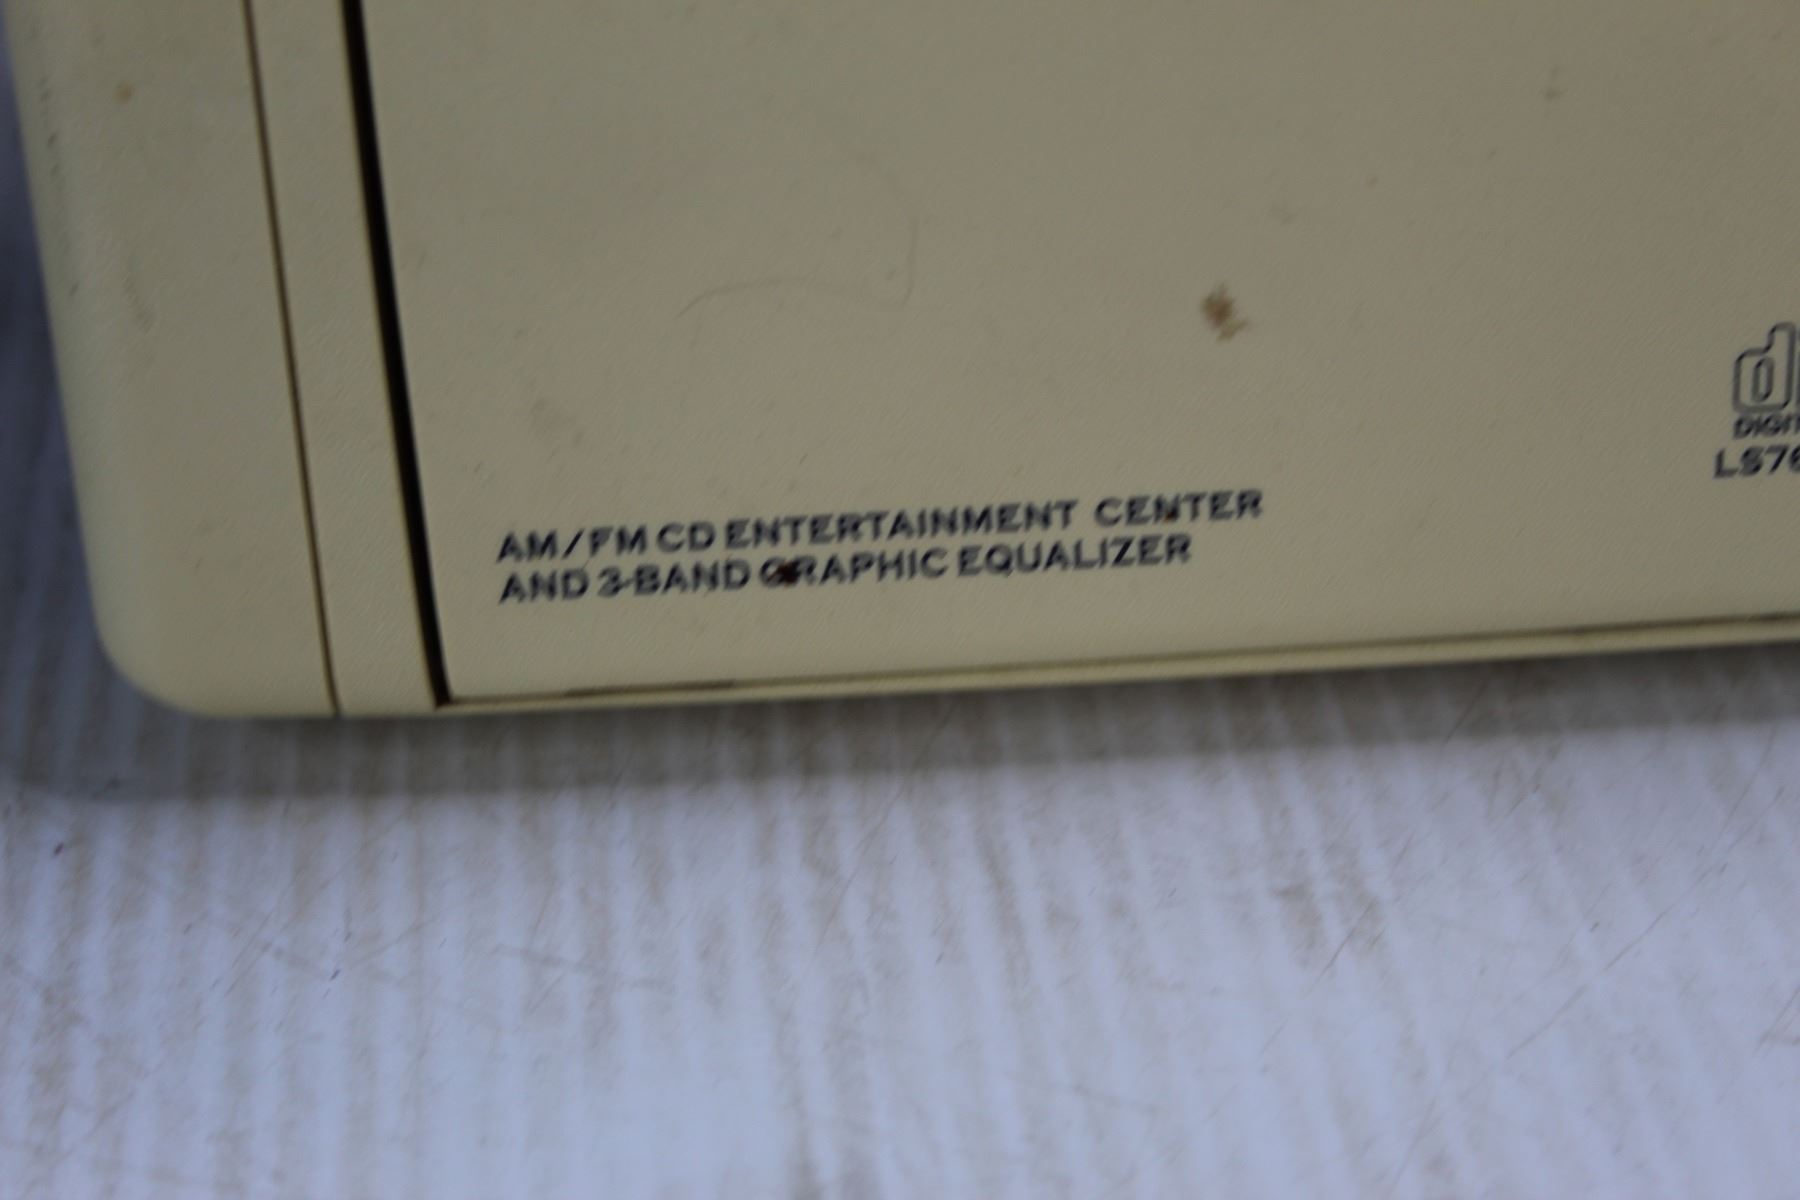 AM/FM CD ENTERTAINMENT CENTER
AND 3-BAND GRAPHIC EQUALIZER